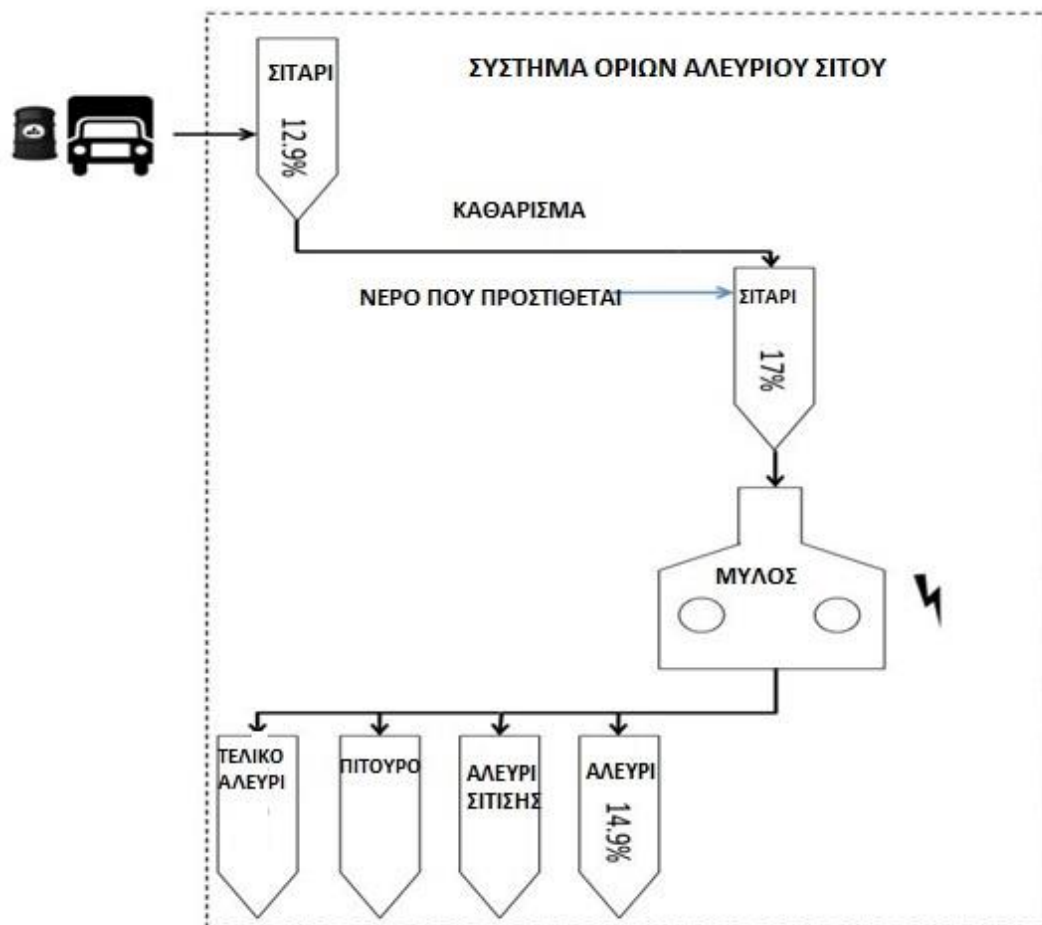 ΣΥΣΤΗΜΑ ΟΡΙΩΝ ΑΛΕΥΡΙΟΥ ΣΙΤΟΥ
ΣΙΤΑΡΙ
12.9%
ΚΑΘΑΡΙΣΜΑ
ΝΕΡΟ ΠΟΥ ΠΡΟΣΤΙΘΕΤΑΙ
ΣΙΤΑΡΙ
17%
ΜΥΛΟΣ
ΤΕΛΙΚΟ
ΑΛΕΥΡΙ
ΠΙΤΟΥΡΟ
ΑΛΕΥΡΙ
ΣΙΤΙΣΗΣ
ΑΛΕΥΡΙ
14.9%